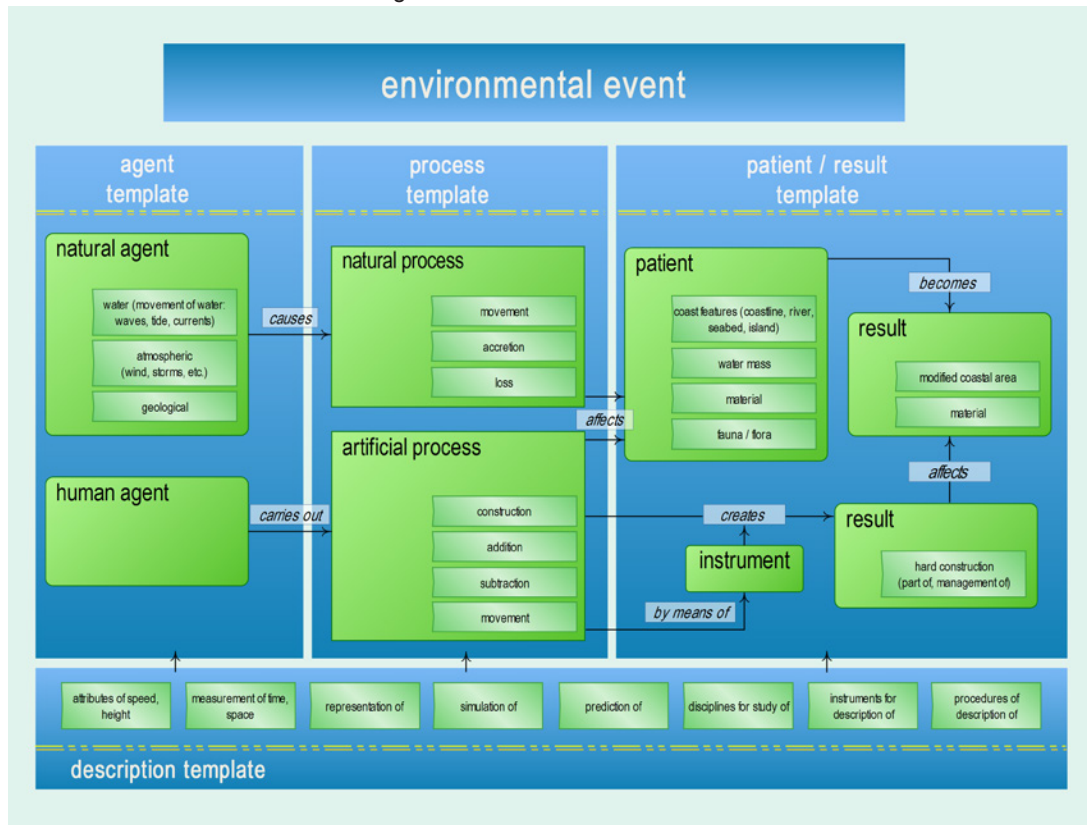 environmental event
agent
template
process
template
patient / result
template
natural agent
water (movement of water:
waves, tide, currents)
atmospheric
(wind, storms, etc.)
geological
causes
natural process
movement
accretion
loss
patient
coast features (coastline, river,
seabed, island)
water mass
material
fauna / flora
becomes
result
modified coastal area
material
affects
human agent
carries out
artificial process
construction
addition
subtraction
movement
creates
instrument
by means of
affects
result
hard construction
(part of, management of)
attributes of speed,
height
measurement of time,
space
representation of
simulation of
prediction of
disciplines for study of
instruments for
description of
procedures of
description of
description template